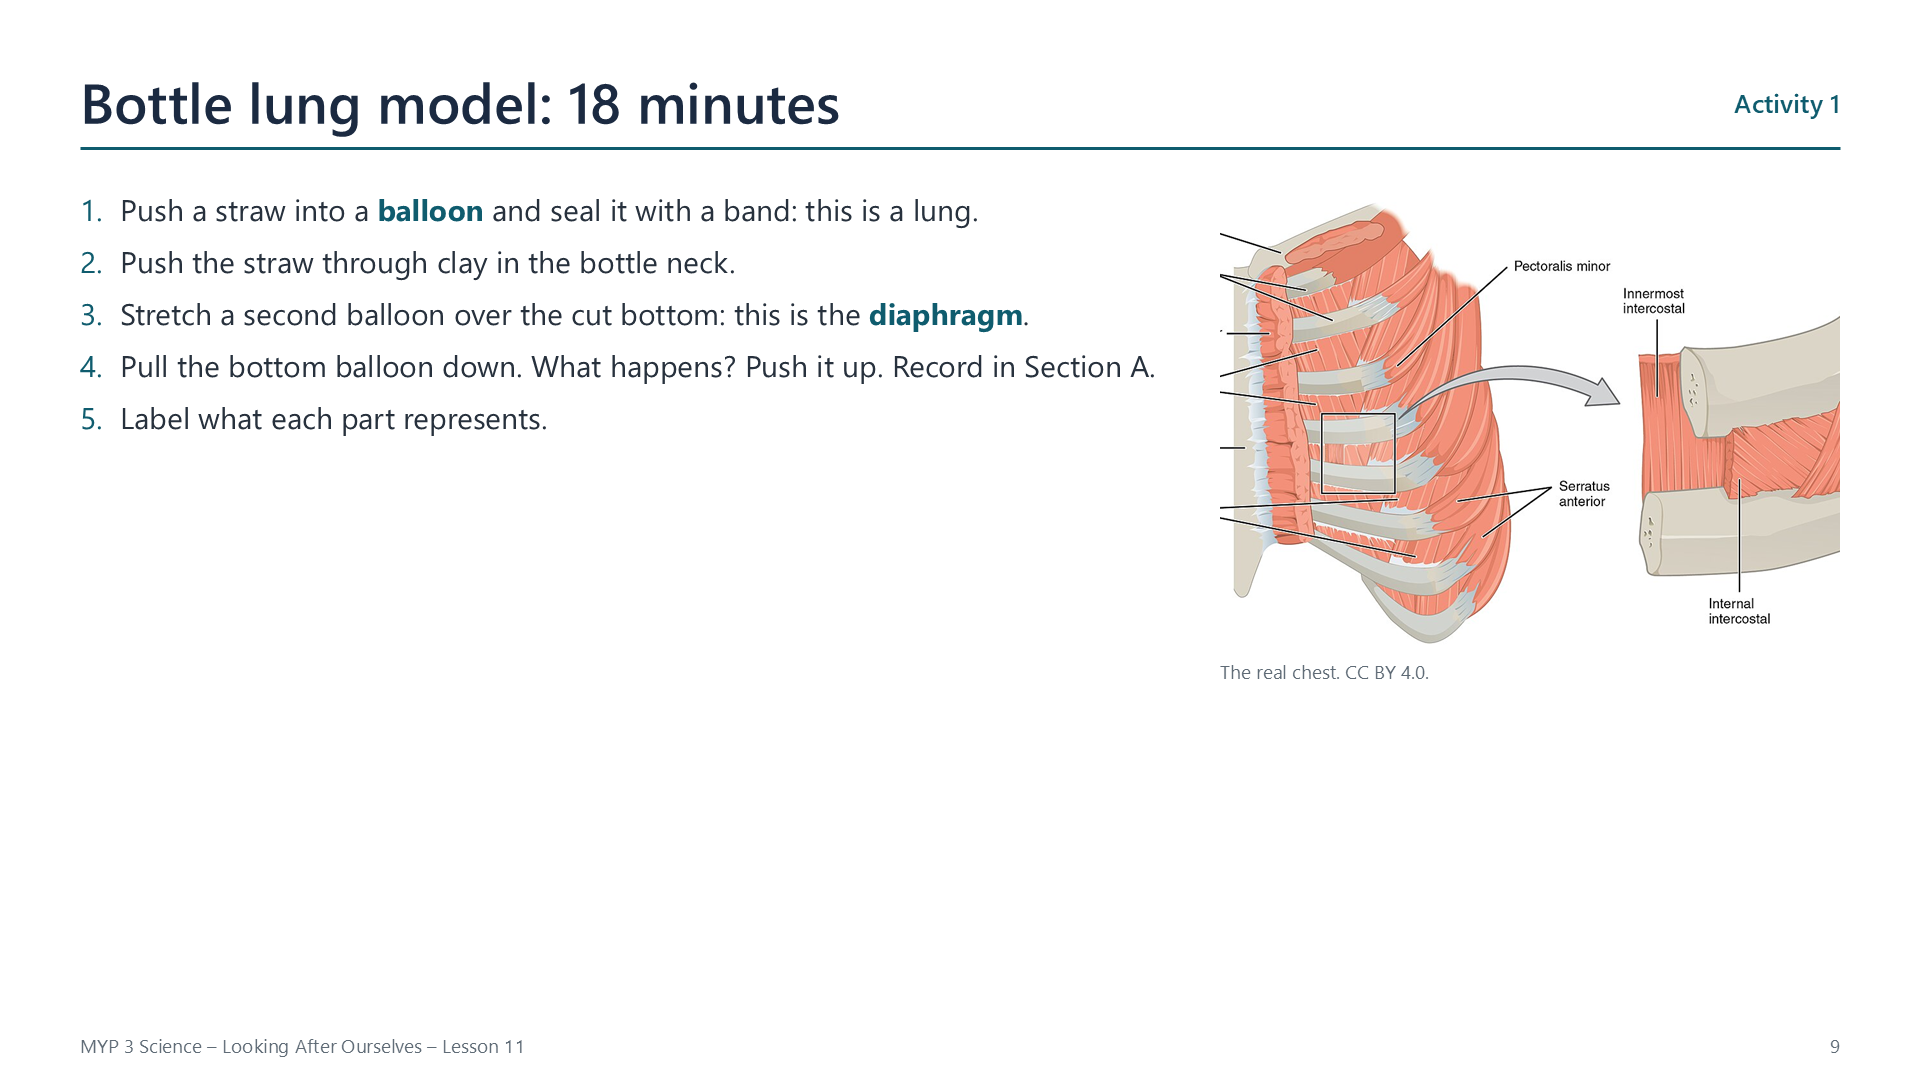 Bottle lung model: 18 minutes
Activity 1
1. Push a straw into a balloon and seal it with a band: this is a lung.
2. Push the straw through clay in the bottle neck.
3. Stretch a second balloon over the cut bottom: this is the diaphragm.
4. Pull the bottom balloon down. What happens? Push it up. Record in Section A.
5. Label what each part represents.
Pectoralis minor
Innermost
intercostal
Serratus
anterior
Internal
intercostal
The real chest. CC BY 4.0.
MYP 3 Science – Looking After Ourselves – Lesson 11
9